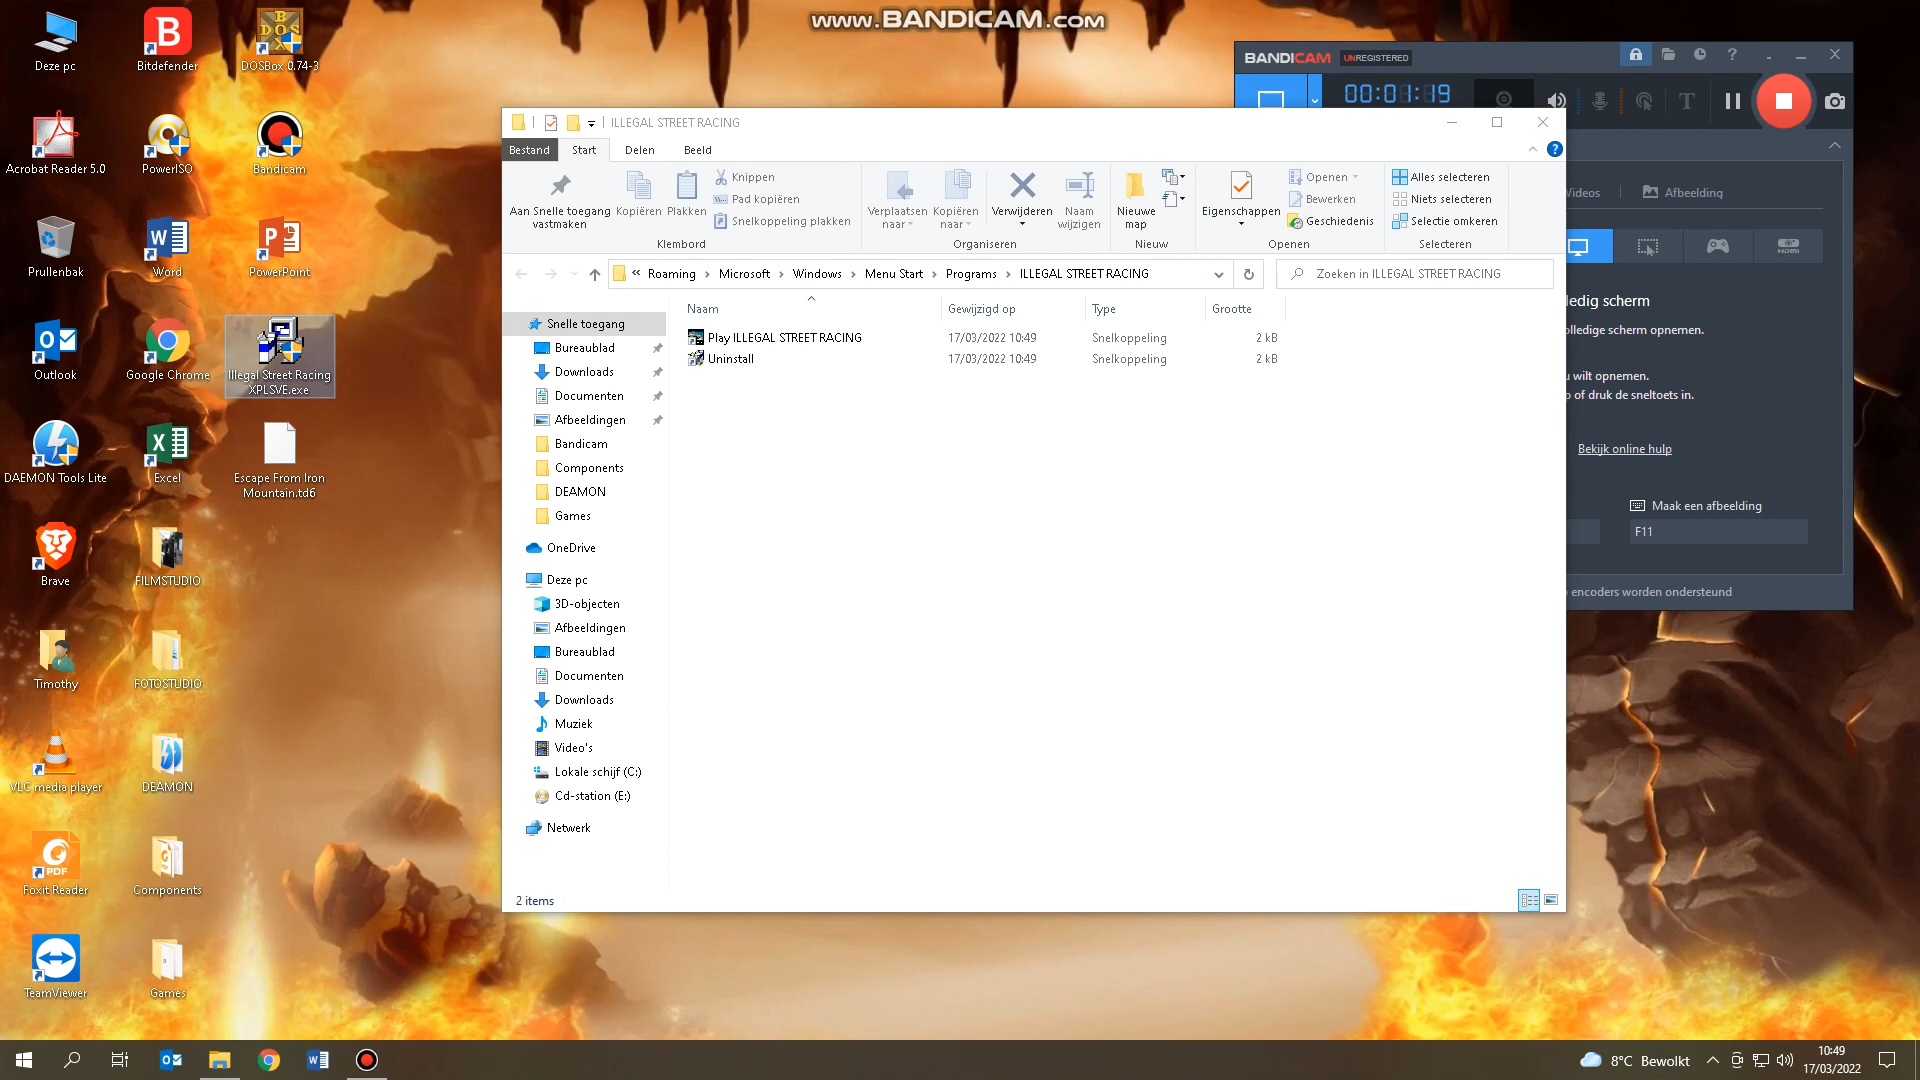 www.BANDICAM.com
Deze pc
Bitdefender
DOSBox 0.74-3
Acrobat Reader 5.0
PowerISO
Bandicam
Prullenbak
Word
PowerPoint
Outlook
Google Chrome
Illegal Street Racing
XPLSVE.exe
DAEMON Tools Lite
Excel
Escape From Iron
Mountain.td6
Brave
FILMSTUDIO
Timothy
FOTOSTUDIO
VLC media player
DEAMON
Foxit Reader
Components
TeamViewer
Games
BANDICAM UNREGISTERED
00:01:19
ILLEGAL STREET RACING
Bestand
Start
Delen
Beeld
Aan Snelle toegang
vastmaken
Kopiëren
Plakken
Knippen
Pad kopiëren
Snelkoppeling plakken
Klembord
Verplaatsen
naar
Kopiëren
naar
Verwijderen
Naam
wijzigen
Organiseren
Nieuwe
map
Nieuw
Eigenschappen
Openen
Bewerken
Geschiedenis
Openen
Alles selecteren
Niets selecteren
Selectie omkeren
Selecteren
« Roaming > Microsoft > Windows > Menu Start > Programs > ILLEGAL STREET RACING
Zoeken in ILLEGAL STREET RACING
Naam
Gewijzigd op
Type
Grootte
Play ILLEGAL STREET RACING
17/03/2022 10:49
Snelkoppeling
2 kB
Uninstall
17/03/2022 10:49
Snelkoppeling
2 kB
Snelle toegang
Bureaublad
Downloads
Documenten
Afbeeldingen
Bandicam
Components
DEAMON
Games
OneDrive
Deze pc
3D-objecten
Afbeeldingen
Bureaublad
Documenten
Downloads
Muziek
Video's
Lokale schijf (C:)
Cd-station (E:)
Netwerk
2 items
Afbeelding
HDMI
scherm
scherm opnemen.
wilt opnemen.
of druk de sneltoets in.
Bekijk online hulp
Maak een afbeelding
F11
encoders worden ondersteund
8°C Bewolkt
10:49
17/03/2022